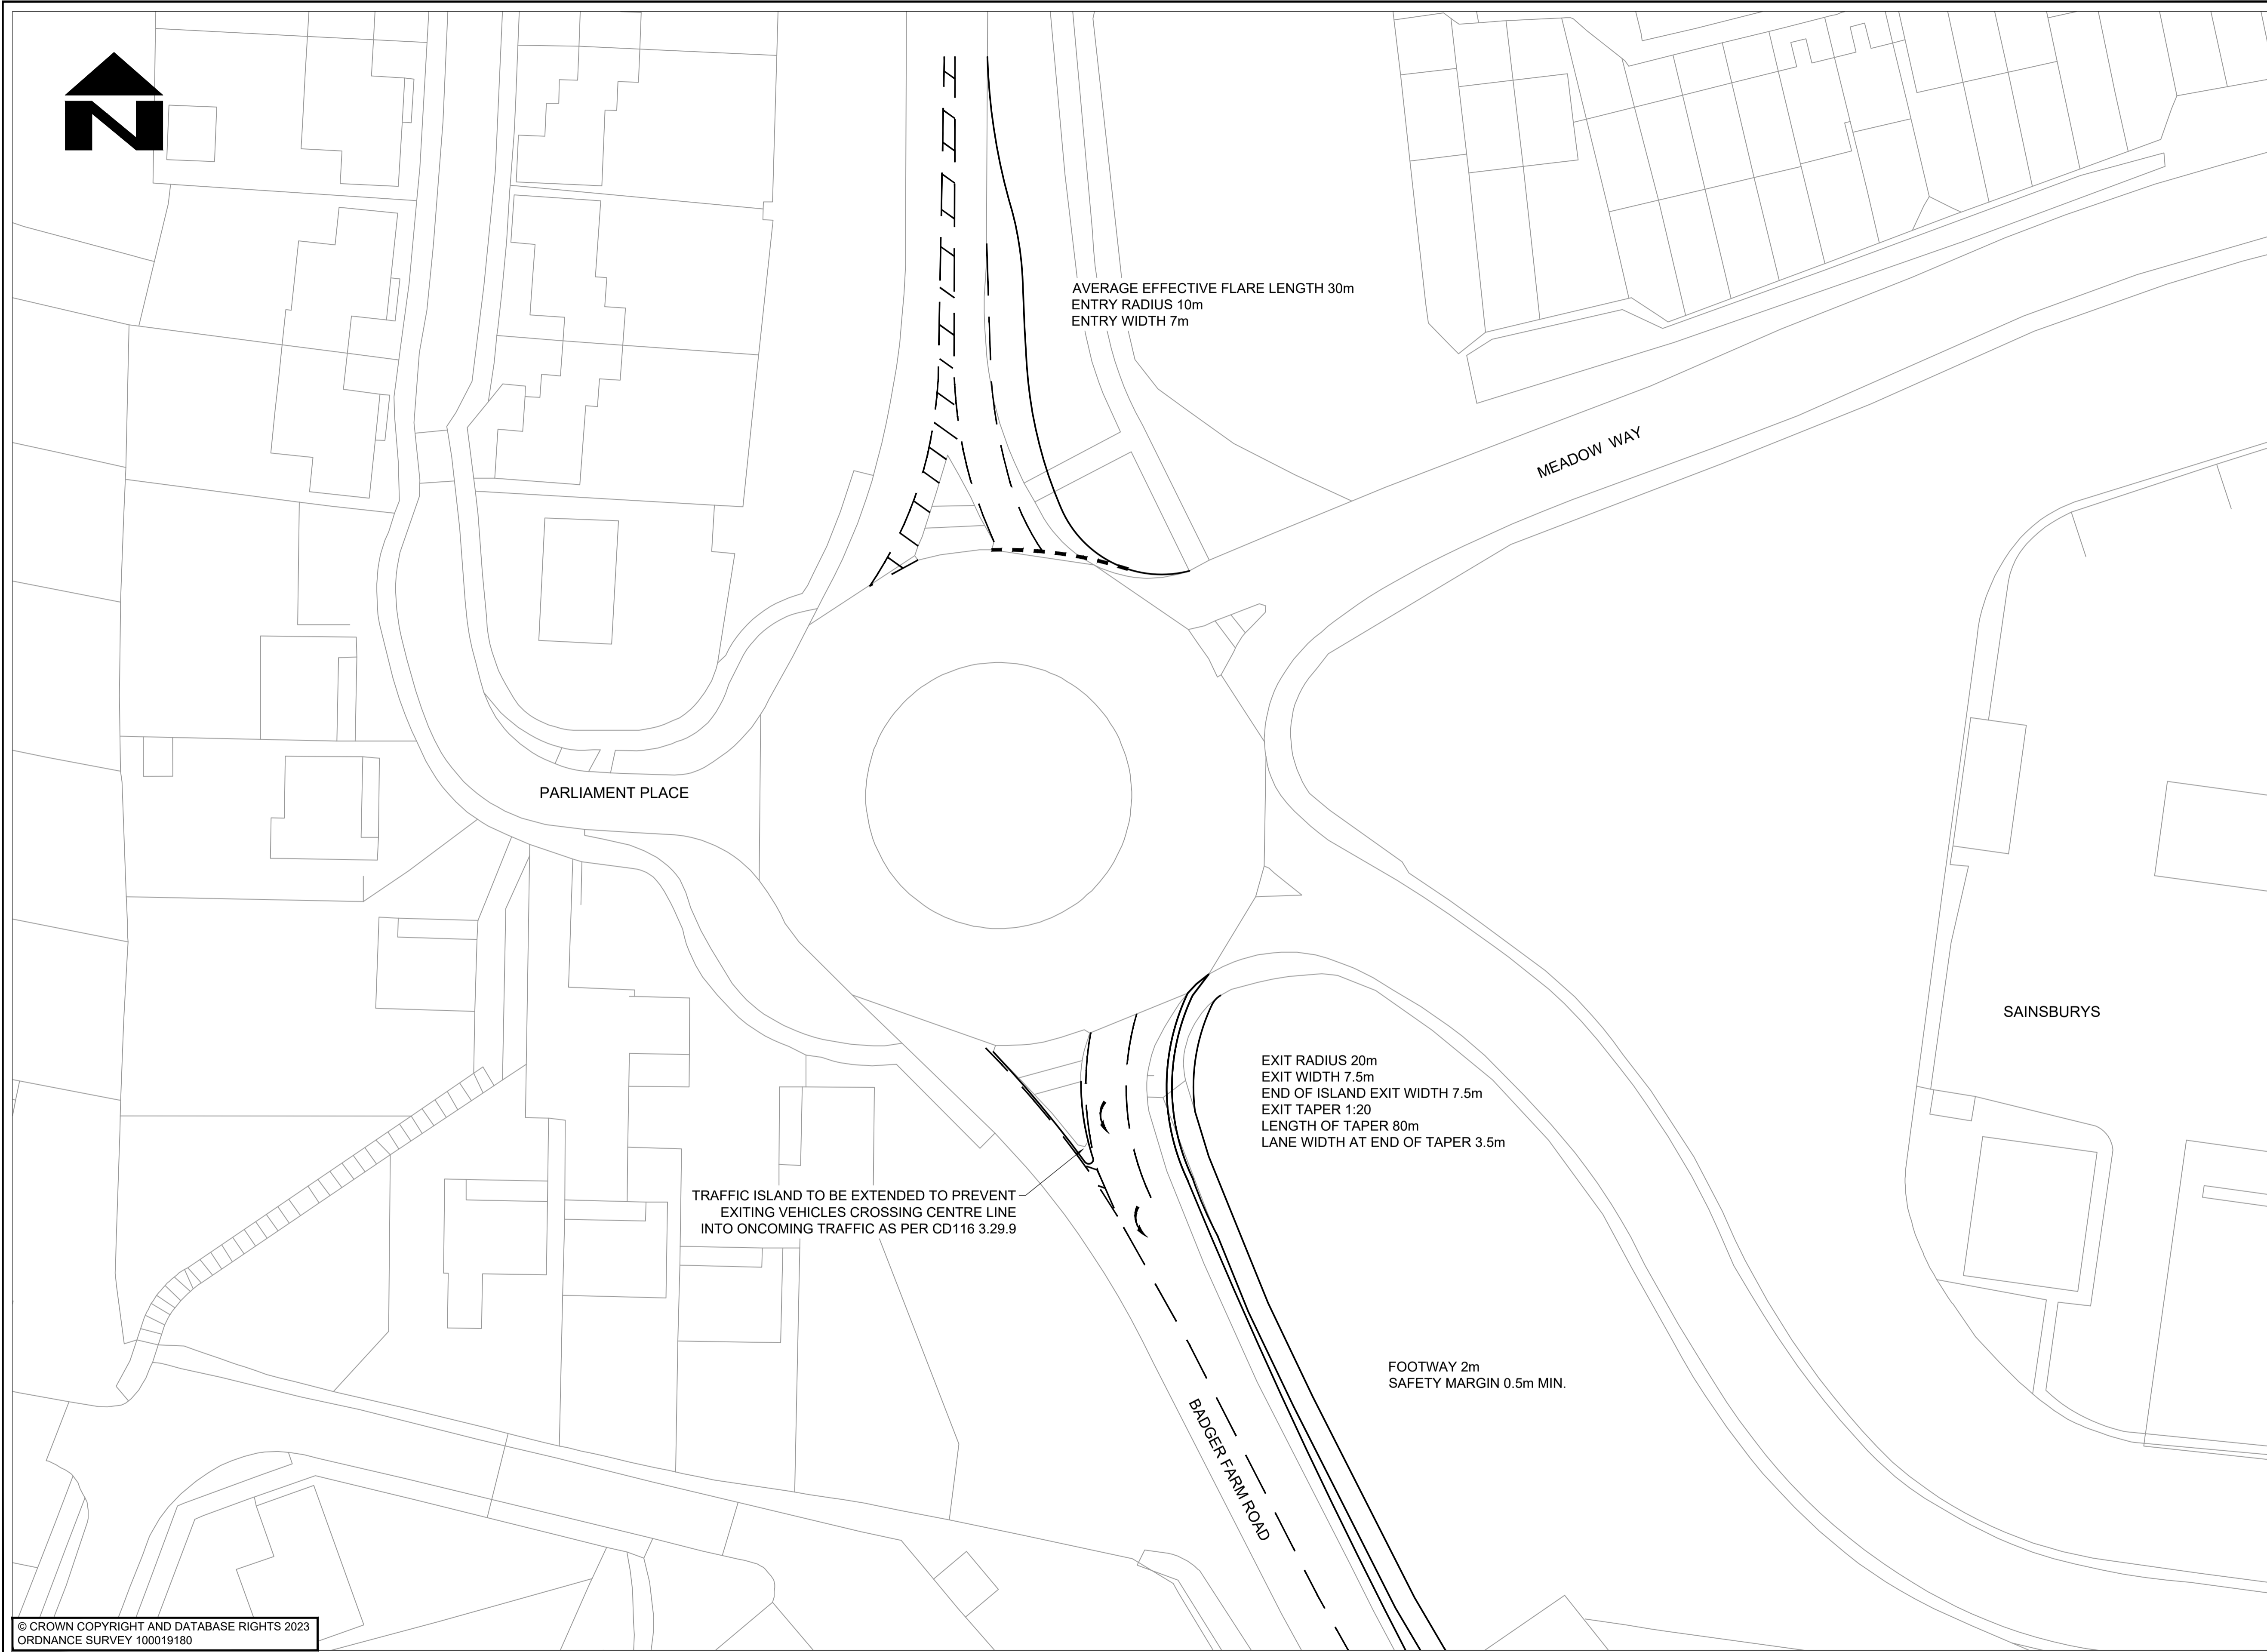 N
AVERAGE EFFECTIVE FLARE LENGTH 30m
ENTRY RADIUS 10m
ENTRY WIDTH 7m
MEADOW WAY
PARLIAMENT PLACE
SAINSBURYS
EXIT RADIUS 20m
EXIT WIDTH 7.5m
END OF ISLAND EXIT WIDTH 7.5m
EXIT TAPER 1:20
LENGTH OF TAPER 80m
LANE WIDTH AT END OF TAPER 3.5m
TRAFFIC ISLAND TO BE EXTENDED TO PREVENT
EXITING VEHICLES CROSSING CENTRE LINE
INTO ONCOMING TRAFFIC AS PER CD116 3.29.9
FOOTWAY 2m
SAFETY MARGIN 0.5m MIN.
BADGER FARM ROAD
© CROWN COPYRIGHT AND DATABASE RIGHTS 2023
ORDNANCE SURVEY 100019180